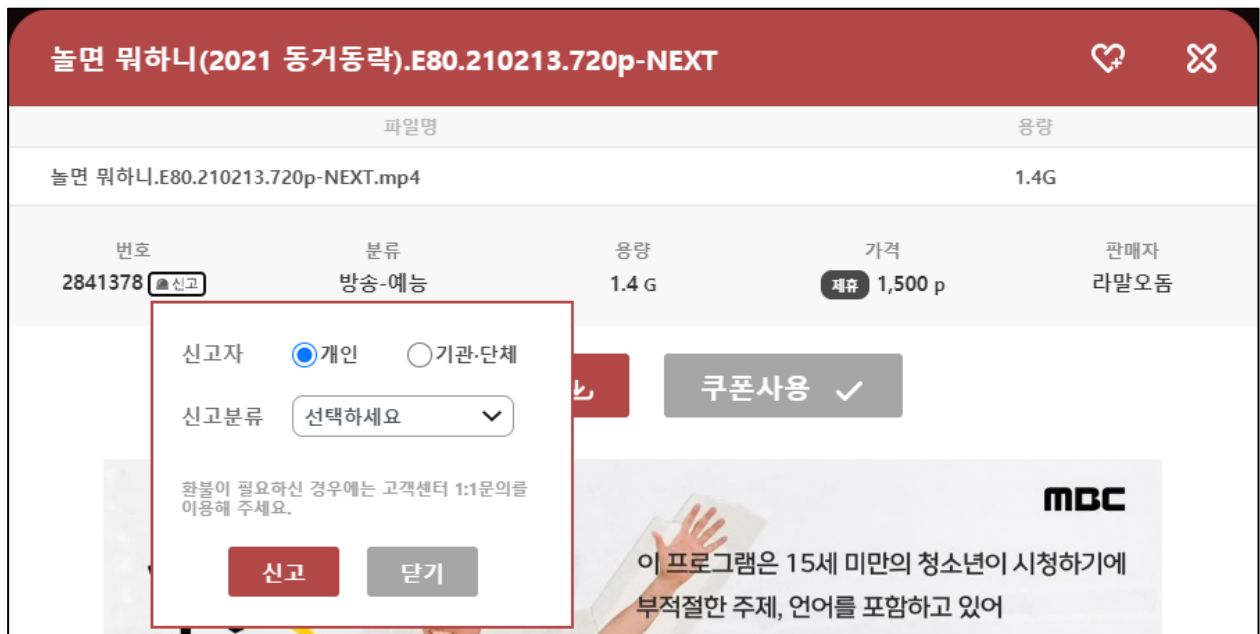 놀면 뭐하니(2021 동거동락).E80.210213.720p-NEXT
파일명 용량
놀면 뭐하니.E80.210213.720p-NEXT.mp4 1.4G
번호 분류 용량 가격 판매자
2841378 신고 방송-예능 1.4 G 제휴 1,500 p 라말오돔
신고자 개인 기관·단체
신고분류 선택하세요
환불이 필요하신 경우에는 고객센터 1:1문의를
이용해 주세요.
신고 닫기
쿠폰사용
MBC
이 프로그램은 15세 미만의 청소년이 시청하기에
부적절한 주제, 언어를 포함하고 있어